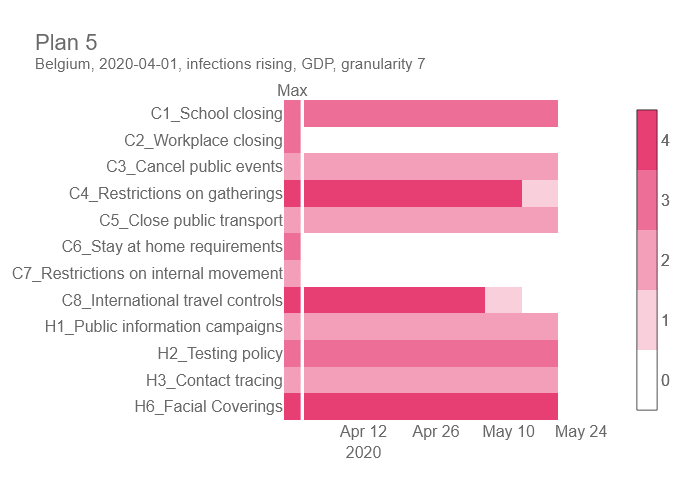 Plan 5
Belgium, 2020-04-01, infections rising, GDP, granularity 7
Max
C1_School closing
C2_Workplace closing
C3_Cancel public events
C4_Restrictions on gatherings
C5_Close public transport
C6_Stay at home requirements
C7_Restrictions on internal movement
C8_International travel controls
H1_Public information campaigns
H2_Testing policy
H3_Contact tracing
H6_Facial Coverings
Apr 12 Apr 26 May 10 May 24
2020
4
3
2
1
0